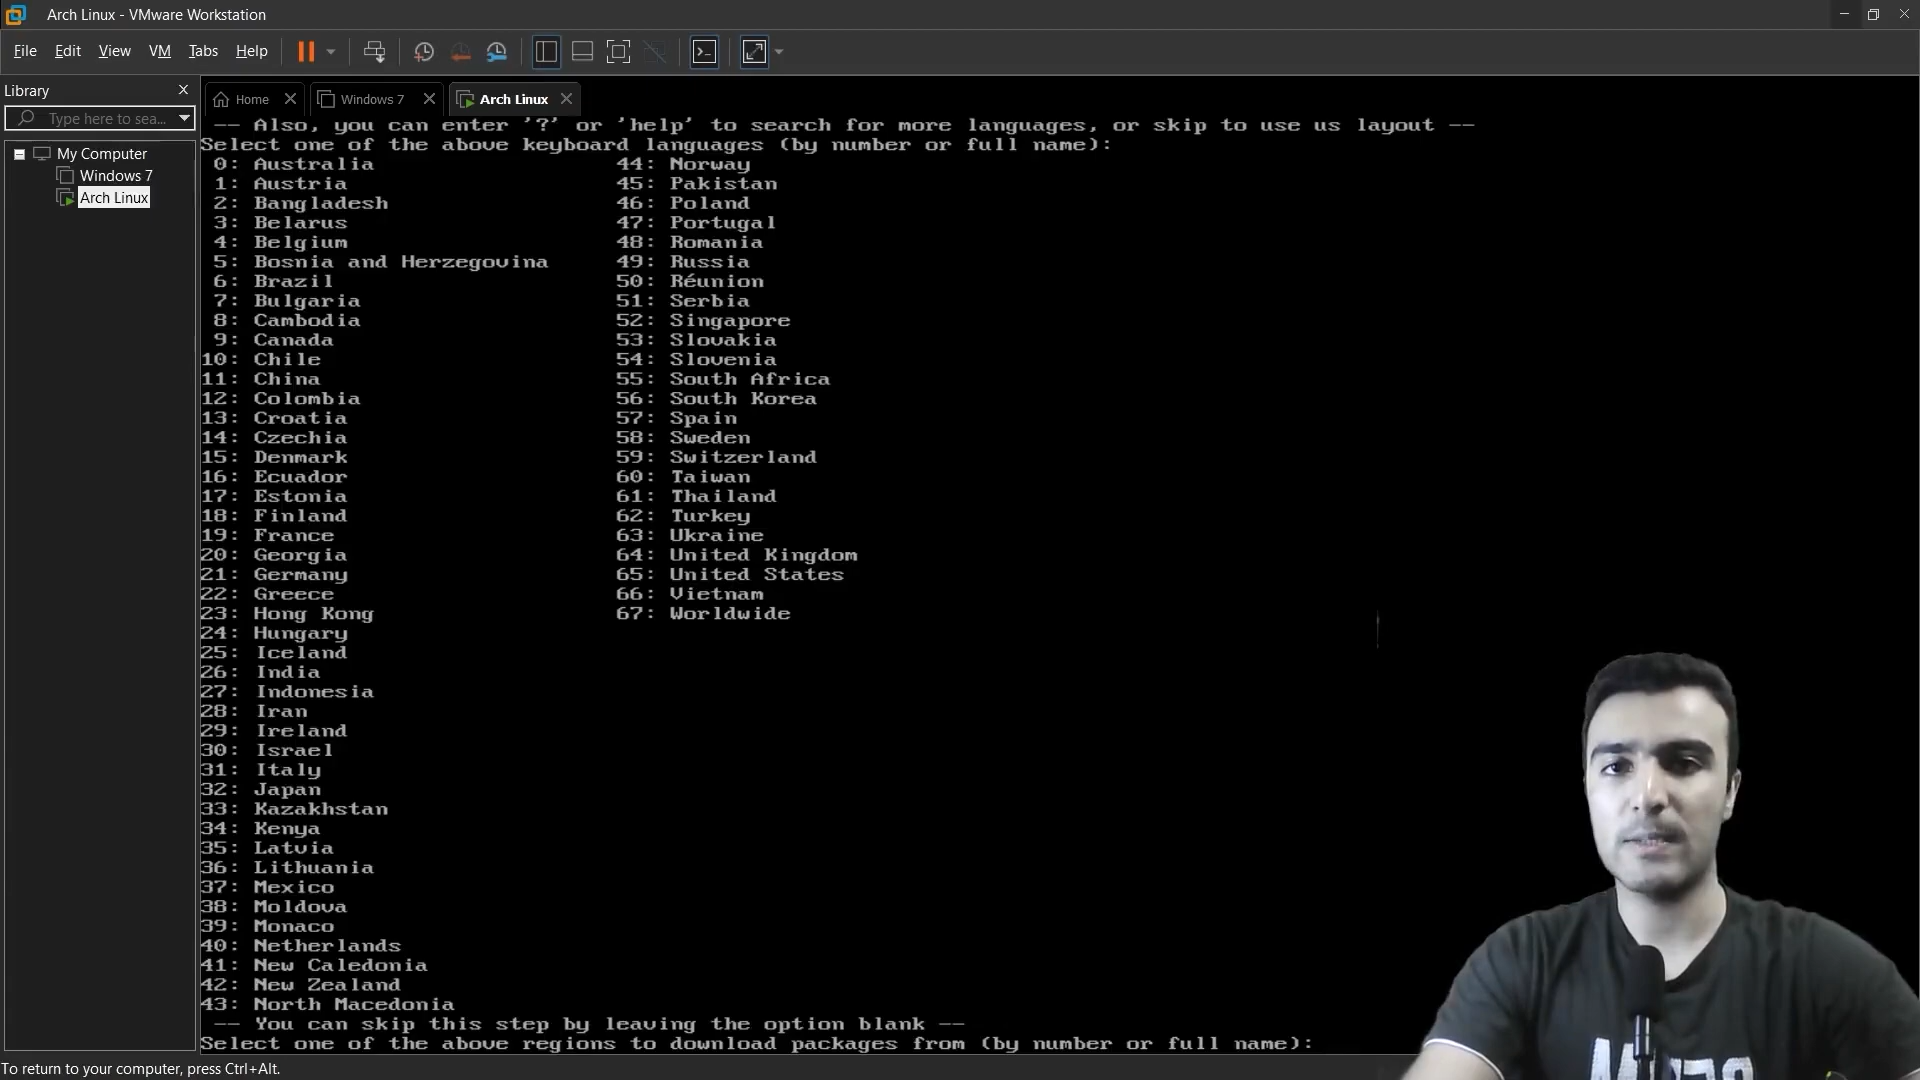 Arch Linux - VMware Workstation
File Edit View VM Tabs Help
Library
Type here to sea...
My Computer
Windows 7
Arch Linux
Home Windows 7 Arch Linux
-- Also, you can enter '?' or 'help' to search for more languages, or skip to use us layout --
Select one of the above keyboard languages (by number or full name):
0: Australia 44: Norway
1: Austria 45: Pakistan
2: Bangladesh 46: Poland
3: Belarus 47: Portugal
4: Belgium 48: Romania
5: Bosnia and Herzegovina 49: Russia
6: Brazil 50: Réunion
7: Bulgaria 51: Serbia
8: Cambodia 52: Singapore
9: Canada 53: Slovakia
10: Chile 54: Slovenia
11: China 55: South Africa
12: Colombia 56: South Korea
13: Croatia 57: Spain
14: Czechia 58: Sweden
15: Denmark 59: Switzerland
16: Ecuador 60: Taiwan
17: Estonia 61: Thailand
18: Finland 62: Turkey
19: France 63: Ukraine
20: Georgia 64: United Kingdom
21: Germany 65: United States
22: Greece 66: Vietnam
23: Hong Kong 67: Worldwide
24: Hungary
25: Iceland
26: India
27: Indonesia
28: Iran
29: Ireland
30: Israel
31: Italy
32: Japan
33: Kazakhstan
34: Kenya
35: Latvia
36: Lithuania
37: Mexico
38: Moldova
39: Monaco
40: Netherlands
41: New Caledonia
42: New Zealand
43: North Macedonia
-- You can skip this step by leaving the option blank --
Select one of the above regions to download packages from (by number or full name):
To return to your computer, press Ctrl+Alt.